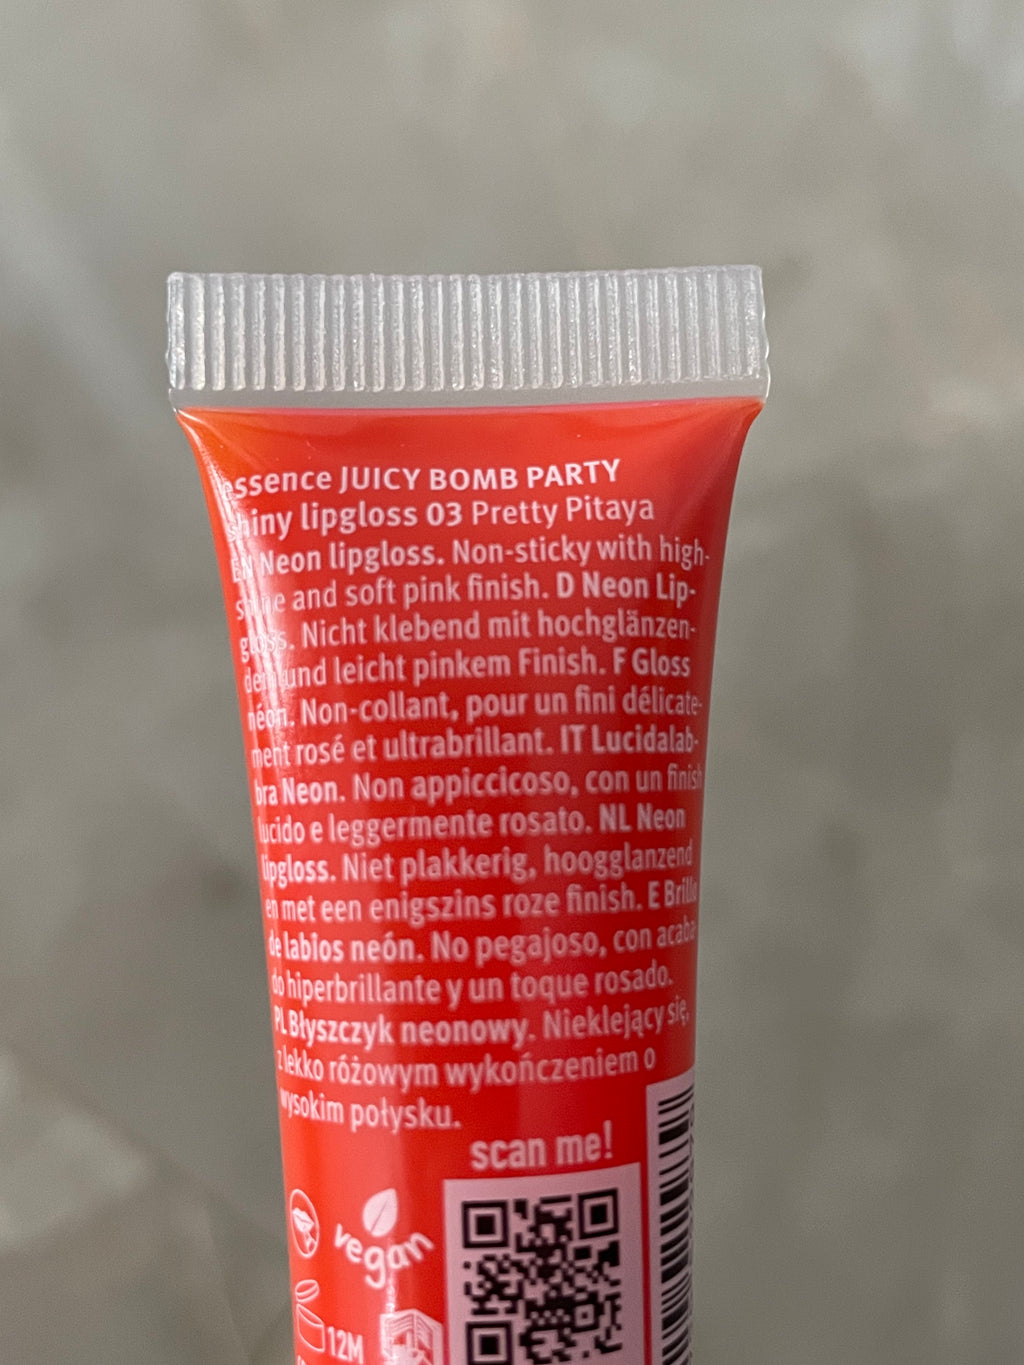 essence JUICY BOMB PARTY
shiny lipgloss 03 Pretty Pitaya
EN Neon lipgloss. Non-sticky with high-
shine and soft pink finish. D Neon Lip-
gloss. Nicht klebend mit hochglänzen-
dem und leicht pinkem Finish. F Gloss
néon. Non-collant, pour un fini délicate-
ment rosé et ultrabrillant. IT Lucidalab-
bra Neon. Non appiccicoso, con un finish
lucido e leggermente rosato. NL Neon
lipgloss. Niet plakkerig, hoogglanzend
en met een enigszins roze finish. E Brillo
de labios neón. No pegajoso, con acaba-
do hiperbrillante y un toque rosado.
PL Błyszczyk neonowy. Nieklejący się,
z lekko różowym wykończeniem o
wysokim połysku.
scan me!
vegan
12M